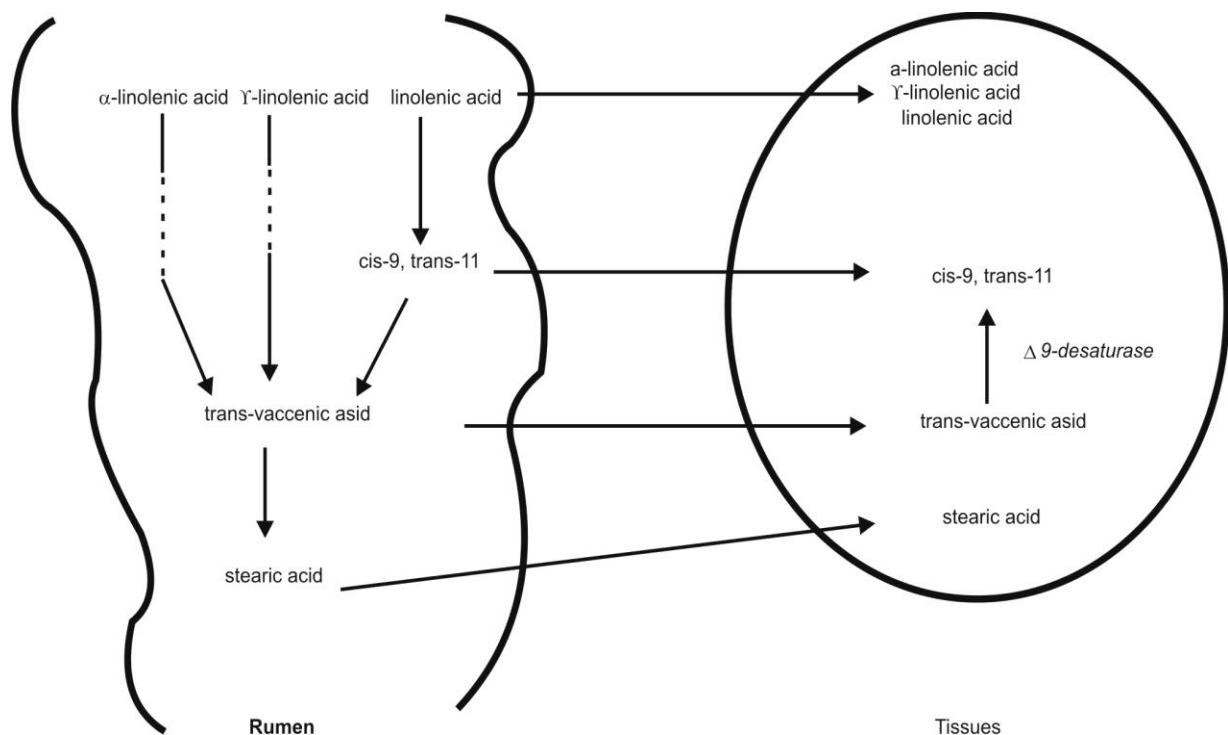 α-linolenic acid
ϒ-linolenic acid
linolenic acid
cis-9, trans-11
trans-vaccenic asid
stearic acid
Rumen
a-linolenic acid
ϒ-linolenic acid
linolenic acid
cis-9, trans-11
Δ 9-desaturase
trans-vaccenic asid
stearic acid
Tissues